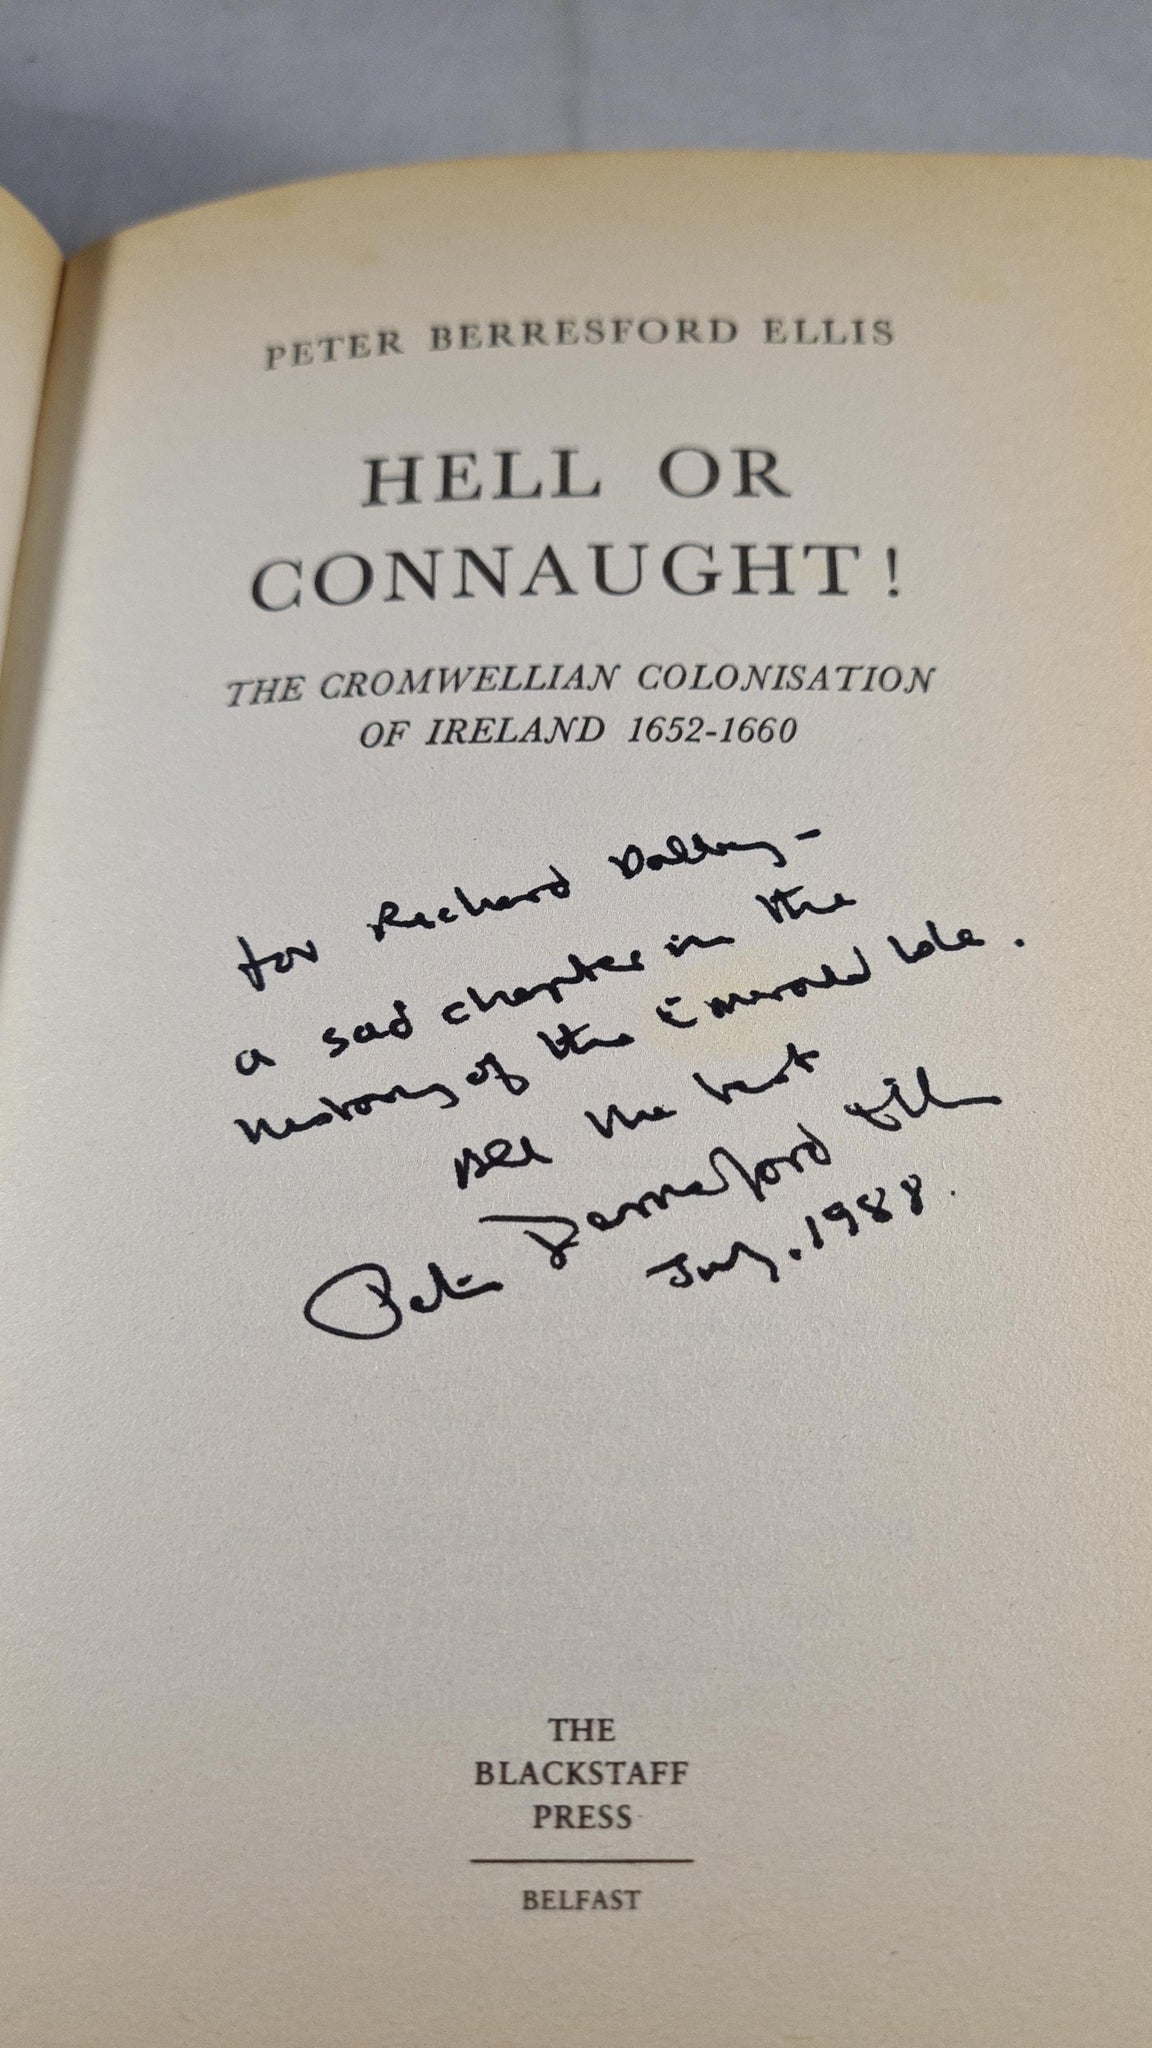 PETER BERRESFORD ELLIS
HELL OR
CONNAUGHT!
THE CROMWELLIAN COLONISATION
OF IRELAND 1652-1660
for Richard Dalby –
a sad chapter in the
history of the Emerald Isle.
All the best
Peter Berresford Ellis
July. 1988.
THE
BLACKSTAFF
PRESS
BELFAST